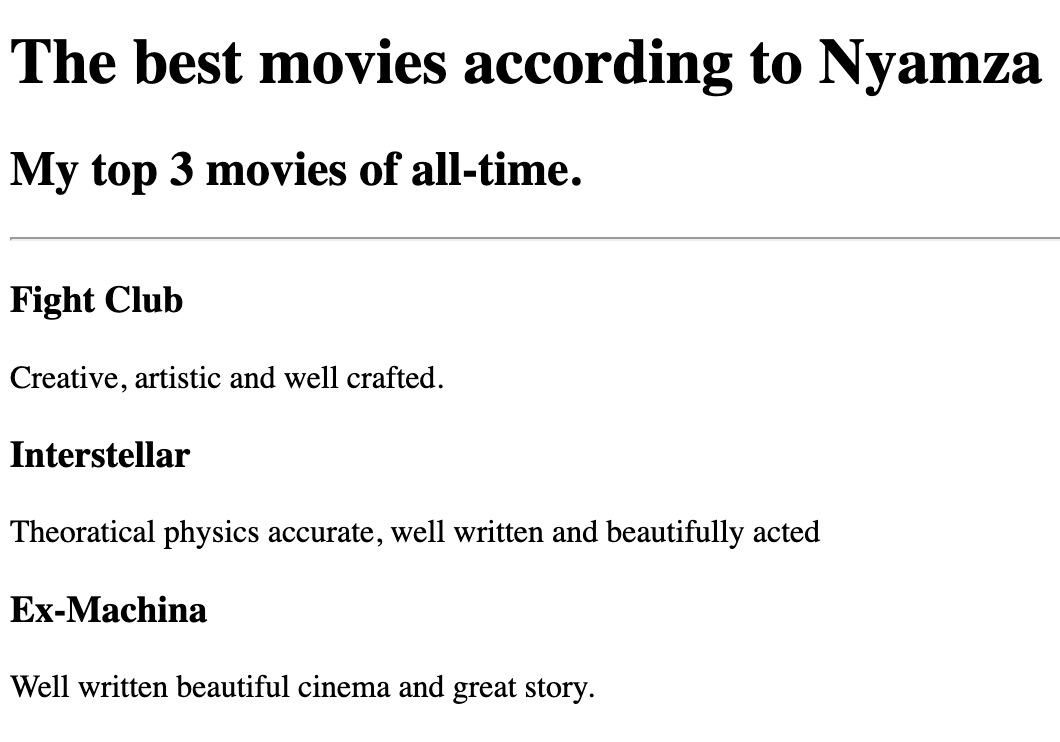 The best movies according to Nyamza
My top 3 movies of all-time.
Fight Club
Creative, artistic and well crafted.
Interstellar
Theoratical physics accurate, well written and beautifully acted
Ex-Machina
Well written beautiful cinema and great story.